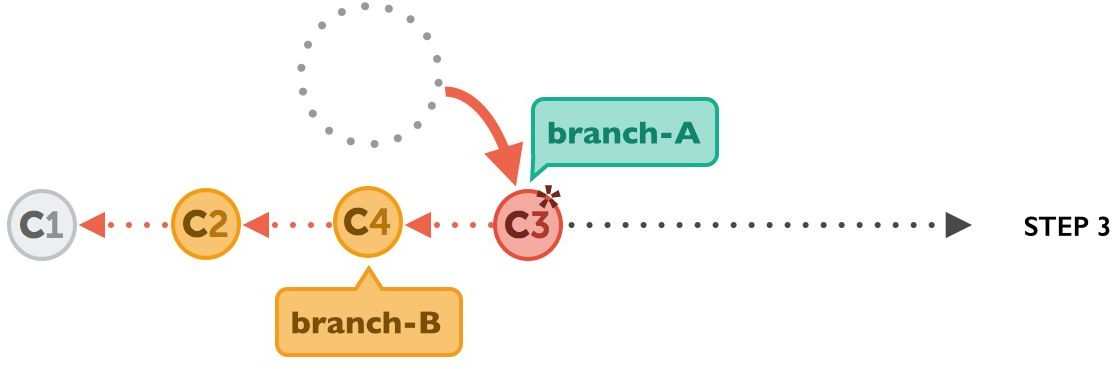 branch-A
C1
C2
C4
C3*
STEP 3
branch-B